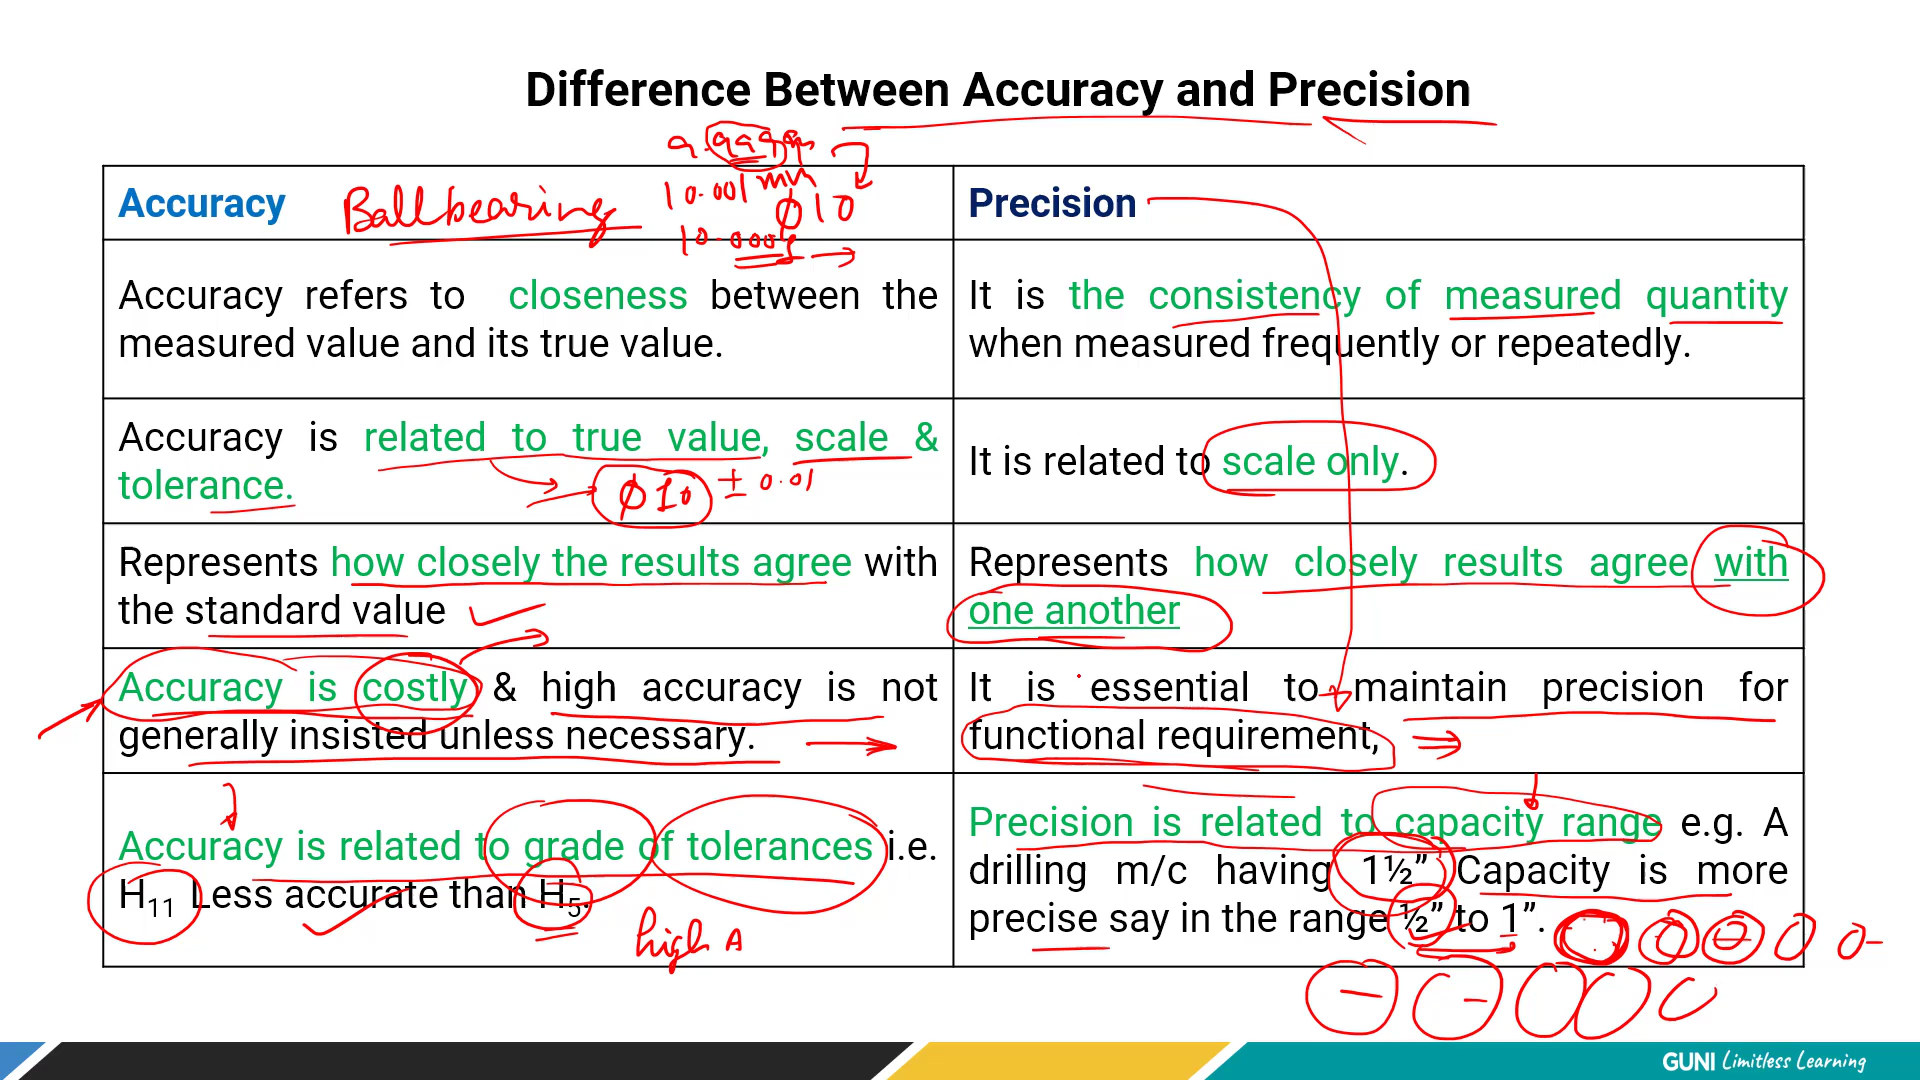 Difference Between Accuracy and Precision
9.9999
10.001 mm
Ø10
10.0009
Accuracy
Ballbearing
Precision
Accuracy refers to closeness between the
measured value and its true value.
It is the consistency of measured quantity
when measured frequently or repeatedly.
Accuracy is related to true value, scale &
tolerance.
Ø10 ± 0.01
It is related to scale only.
Represents how closely the results agree with
the standard value
Represents how closely results agree with
one another
Accuracy is costly & high accuracy is not
generally insisted unless necessary.
It is essential to maintain precision for
functional requirement,
Accuracy is related to grade of tolerances i.e.
H11 Less accurate than H5.
high A
Precision is related to capacity range e.g. A
drilling m/c having 1½” Capacity is more
precise say in the range ½” to 1”.
GUNI Limitless Learning